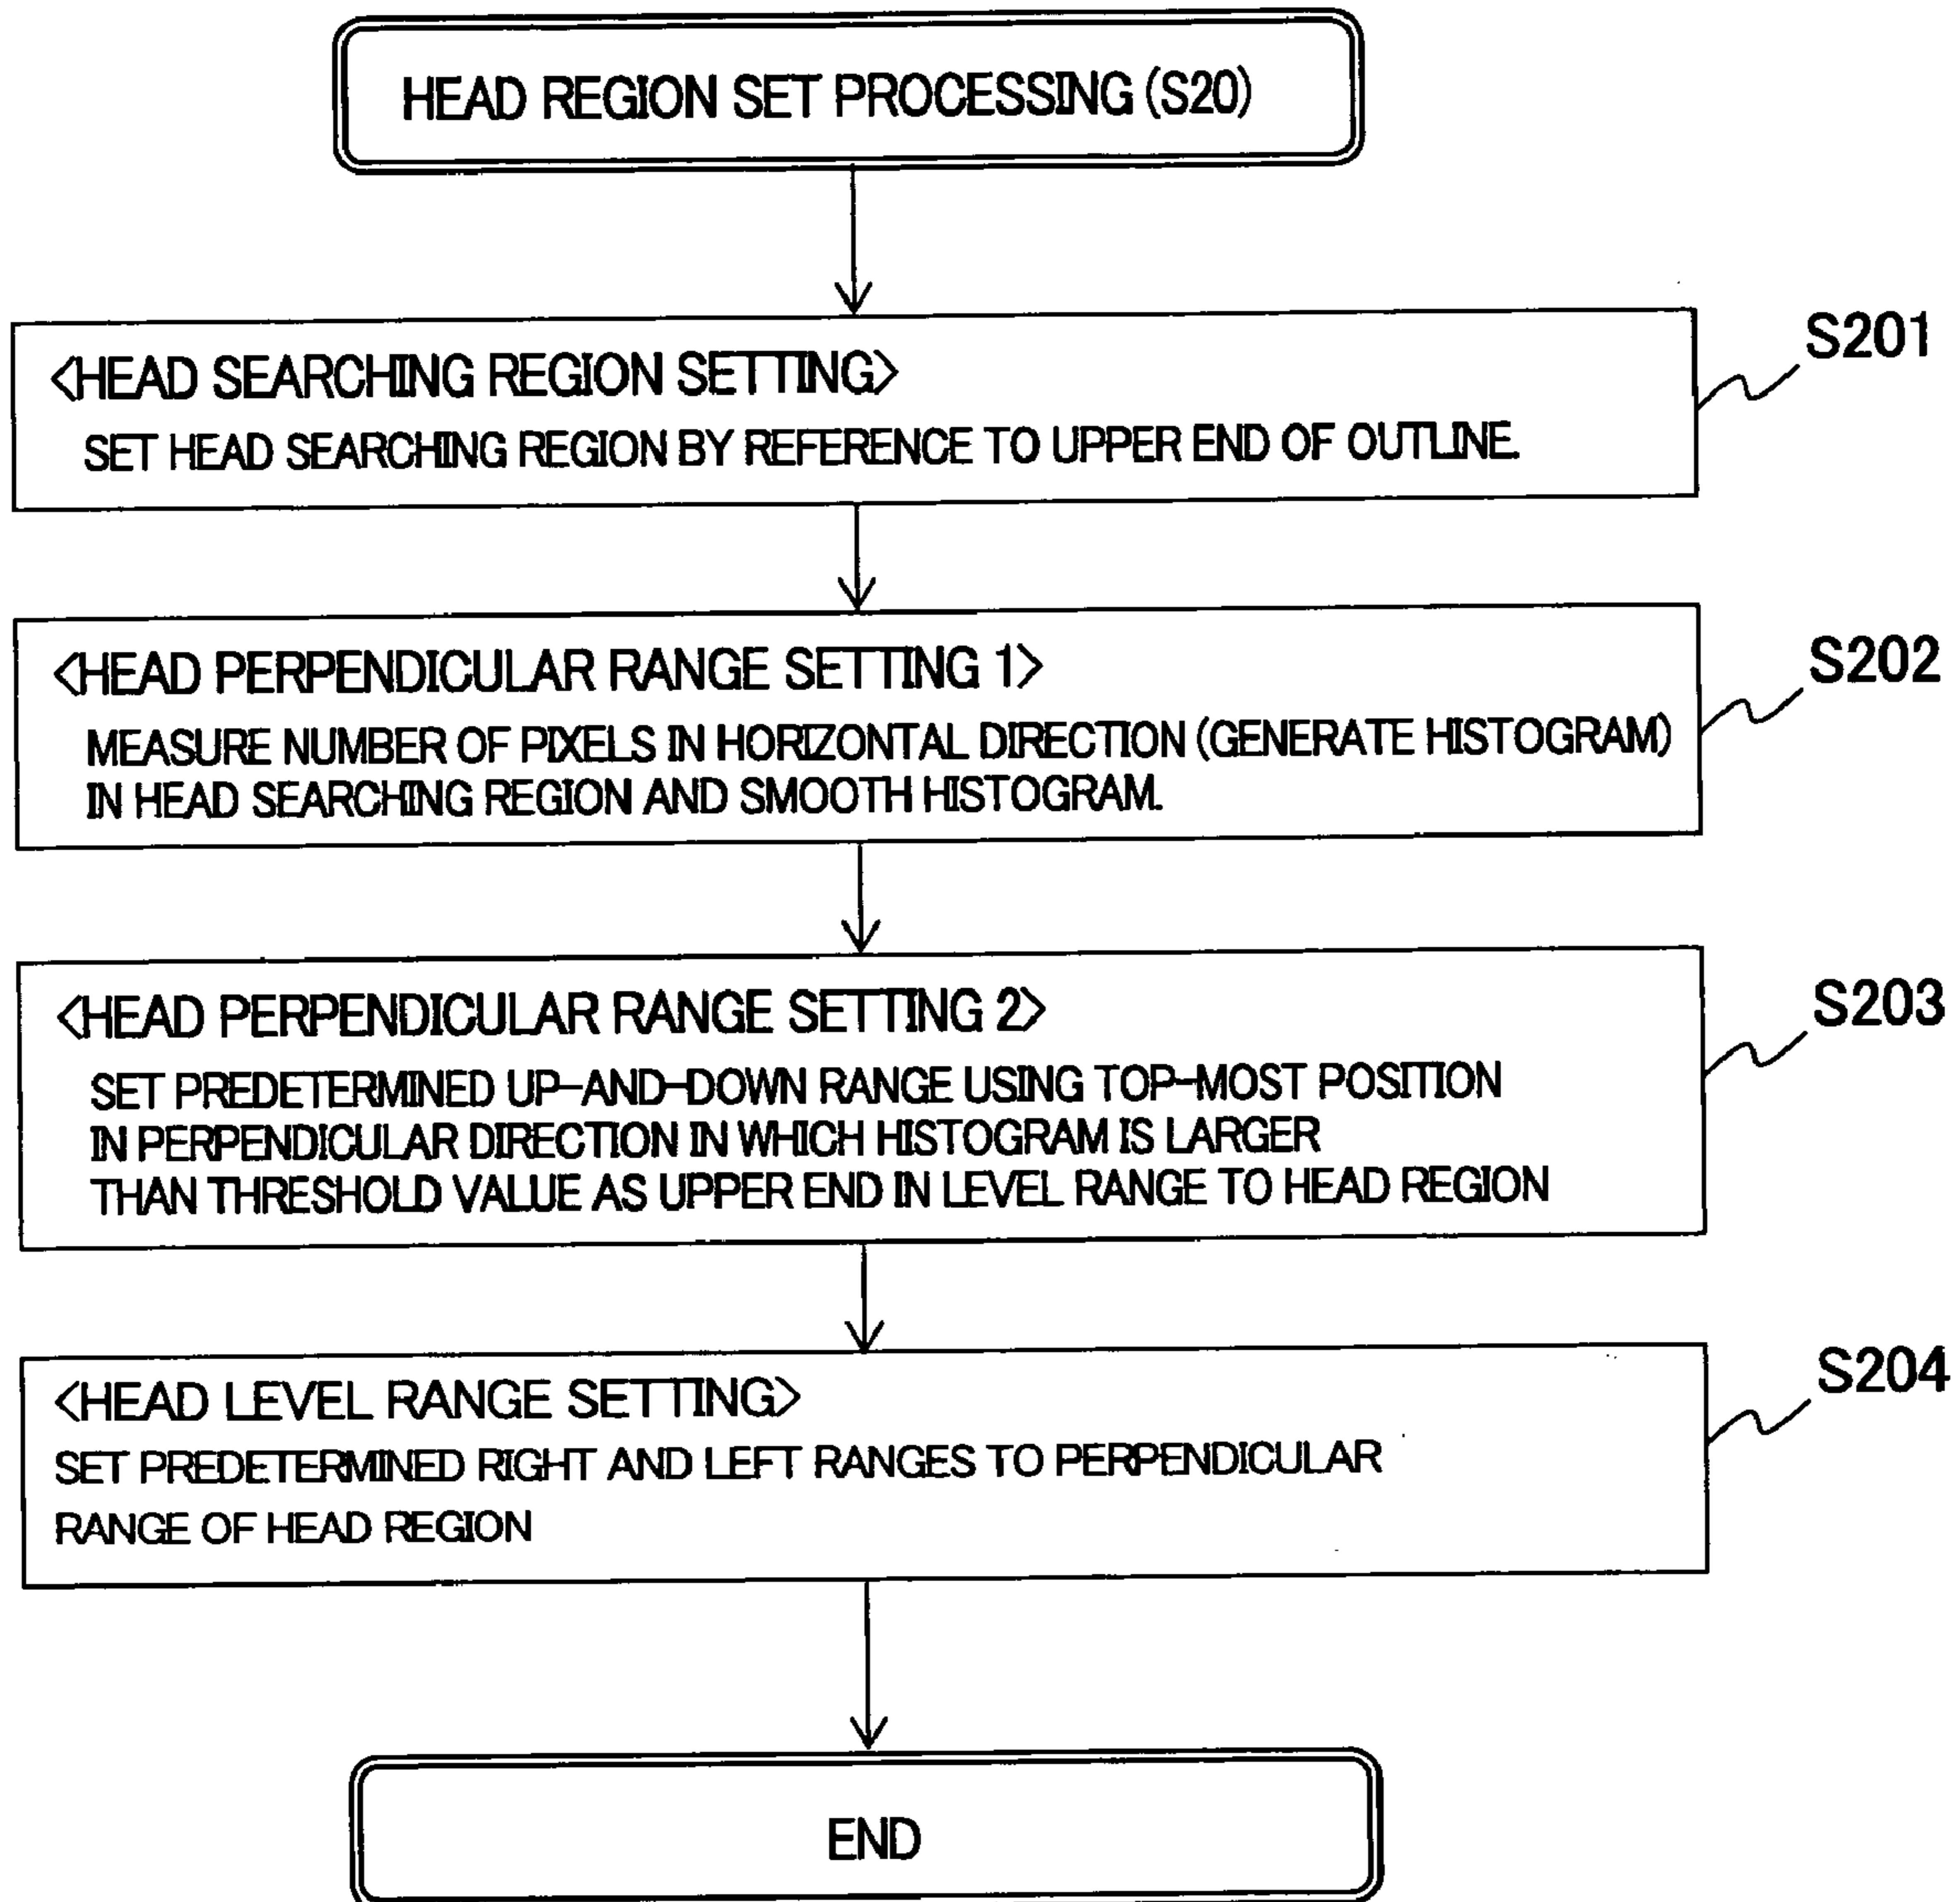 HEAD REGION SET PROCESSING (S20)
S201
<HEAD SEARCHING REGION SETTING>
SET HEAD SEARCHING REGION BY REFERENCE TO UPPER END OF OUTLINE.
S202
<HEAD PERPENDICULAR RANGE SETTING 1>
MEASURE NUMBER OF PIXELS IN HORIZONTAL DIRECTION (GENERATE HISTOGRAM)
IN HEAD SEARCHING REGION AND SMOOTH HISTOGRAM.
S203
<HEAD PERPENDICULAR RANGE SETTING 2>
SET PREDETERMINED UP-AND-DOWN RANGE USING TOP-MOST POSITION
IN PERPENDICULAR DIRECTION IN WHICH HISTOGRAM IS LARGER
THAN THRESHOLD VALUE AS UPPER END IN LEVEL RANGE TO HEAD REGION
S204
<HEAD LEVEL RANGE SETTING>
SET PREDETERMINED RIGHT AND LEFT RANGES TO PERPENDICULAR
RANGE OF HEAD REGION
END